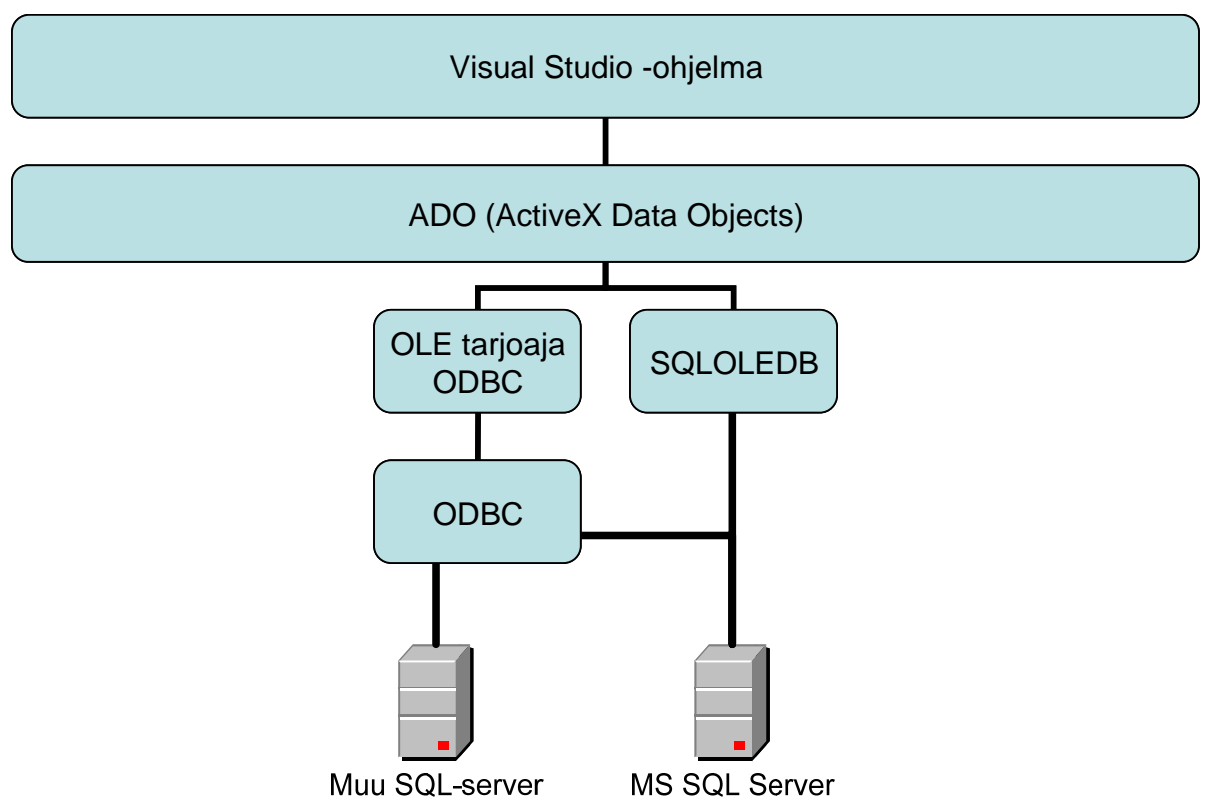 Visual Studio -ohjelma
ADO (ActiveX Data Objects)
OLE tarjoaja
ODBC
SQLOLEDB
ODBC
Muu SQL-server
MS SQL Server